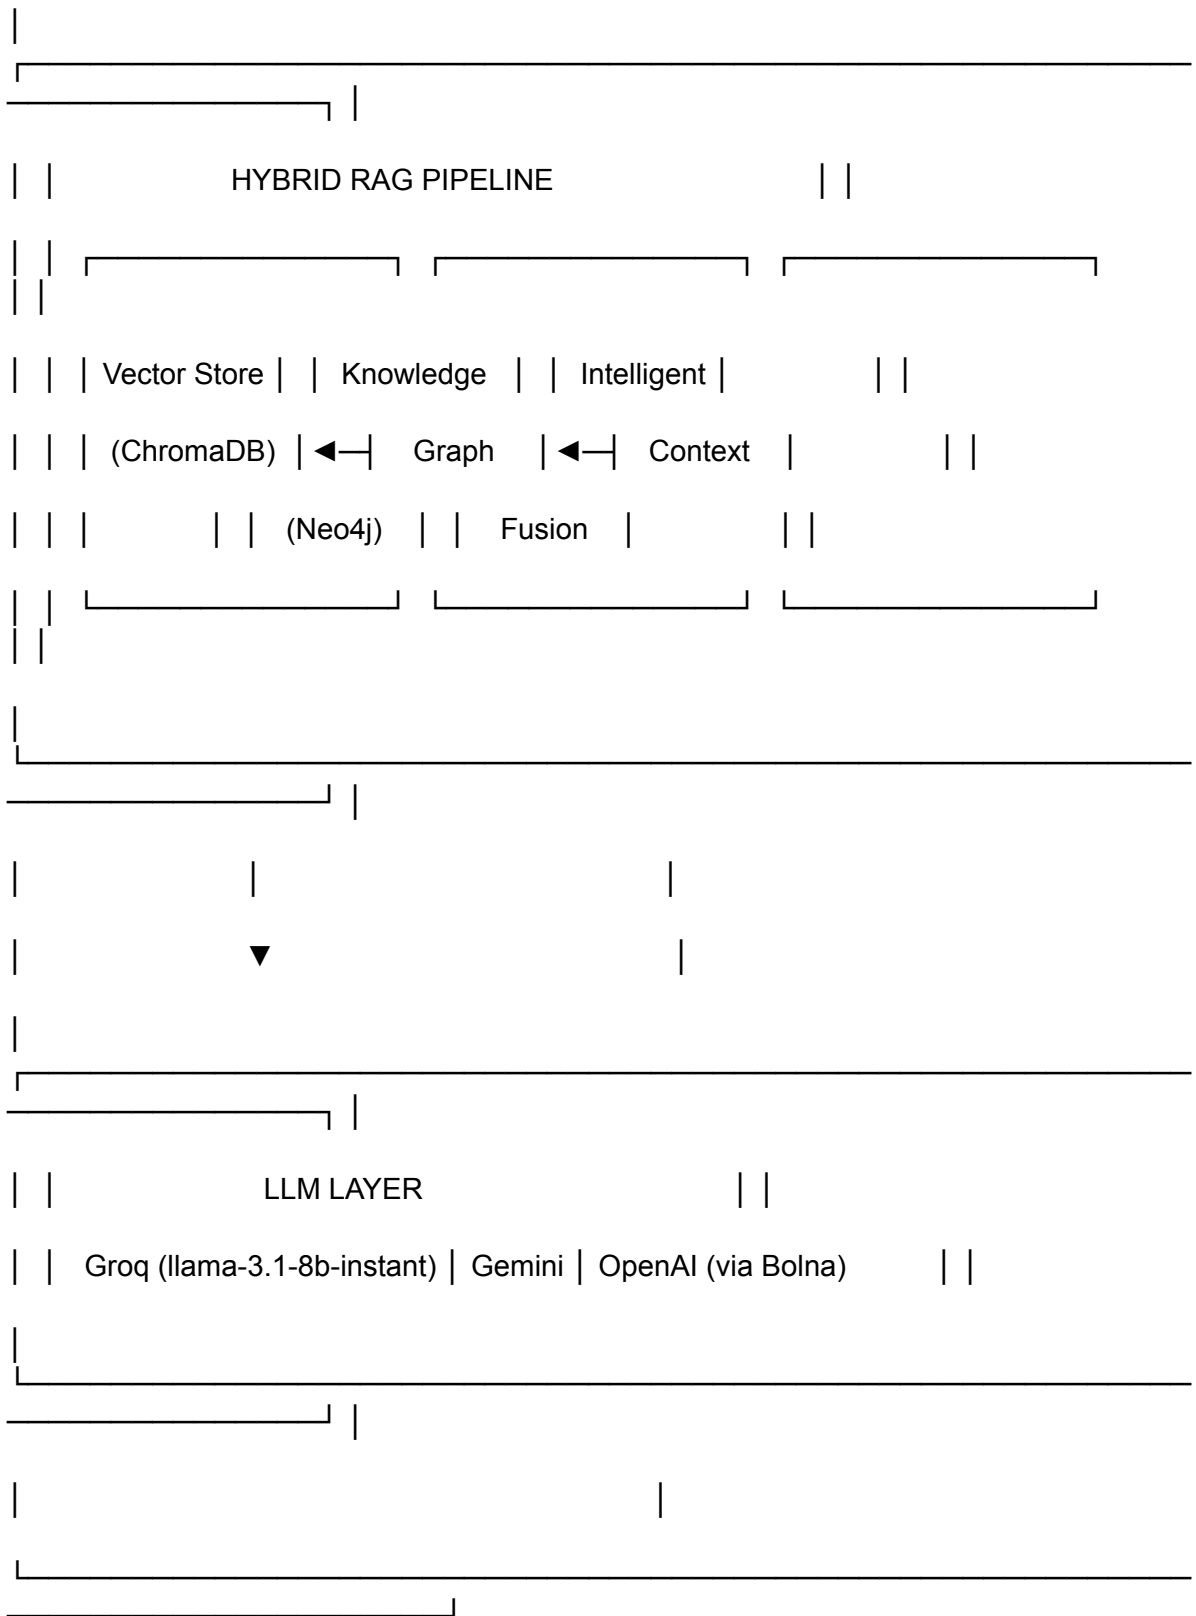 HYBRID RAG PIPELINE
Vector Store │ │ Knowledge │ │ Intelligent
(ChromaDB) │◄─┤ Graph │◄─┤ Context
(Neo4j) │ │ Fusion
LLM LAYER
Groq (llama-3.1-8b-instant) │ Gemini │ OpenAI (via Bolna)